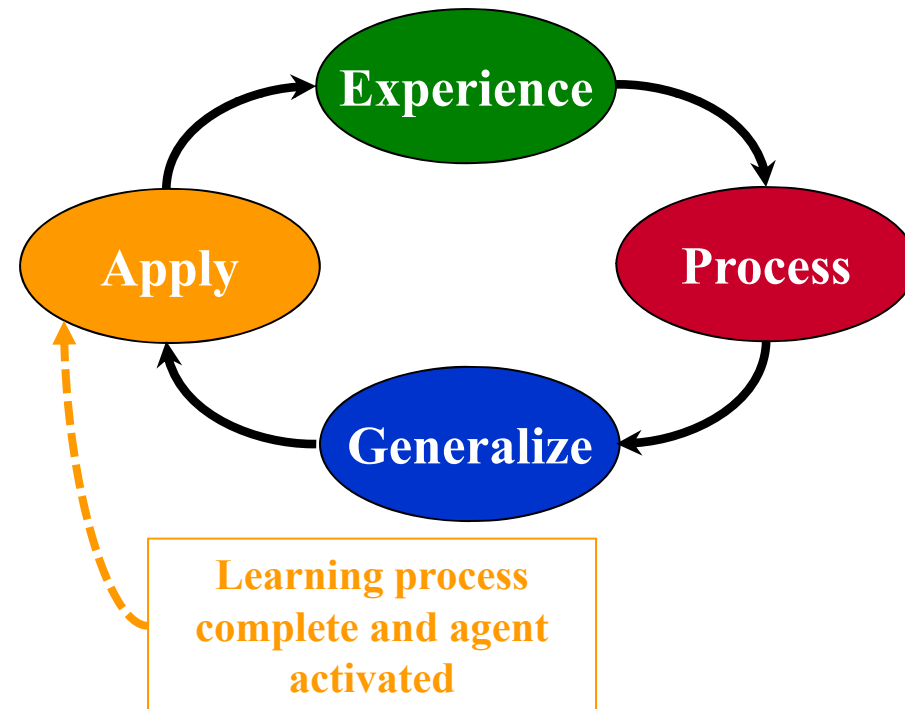 Experience
Apply
Process
Generalize
Learning process
complete and agent
activated